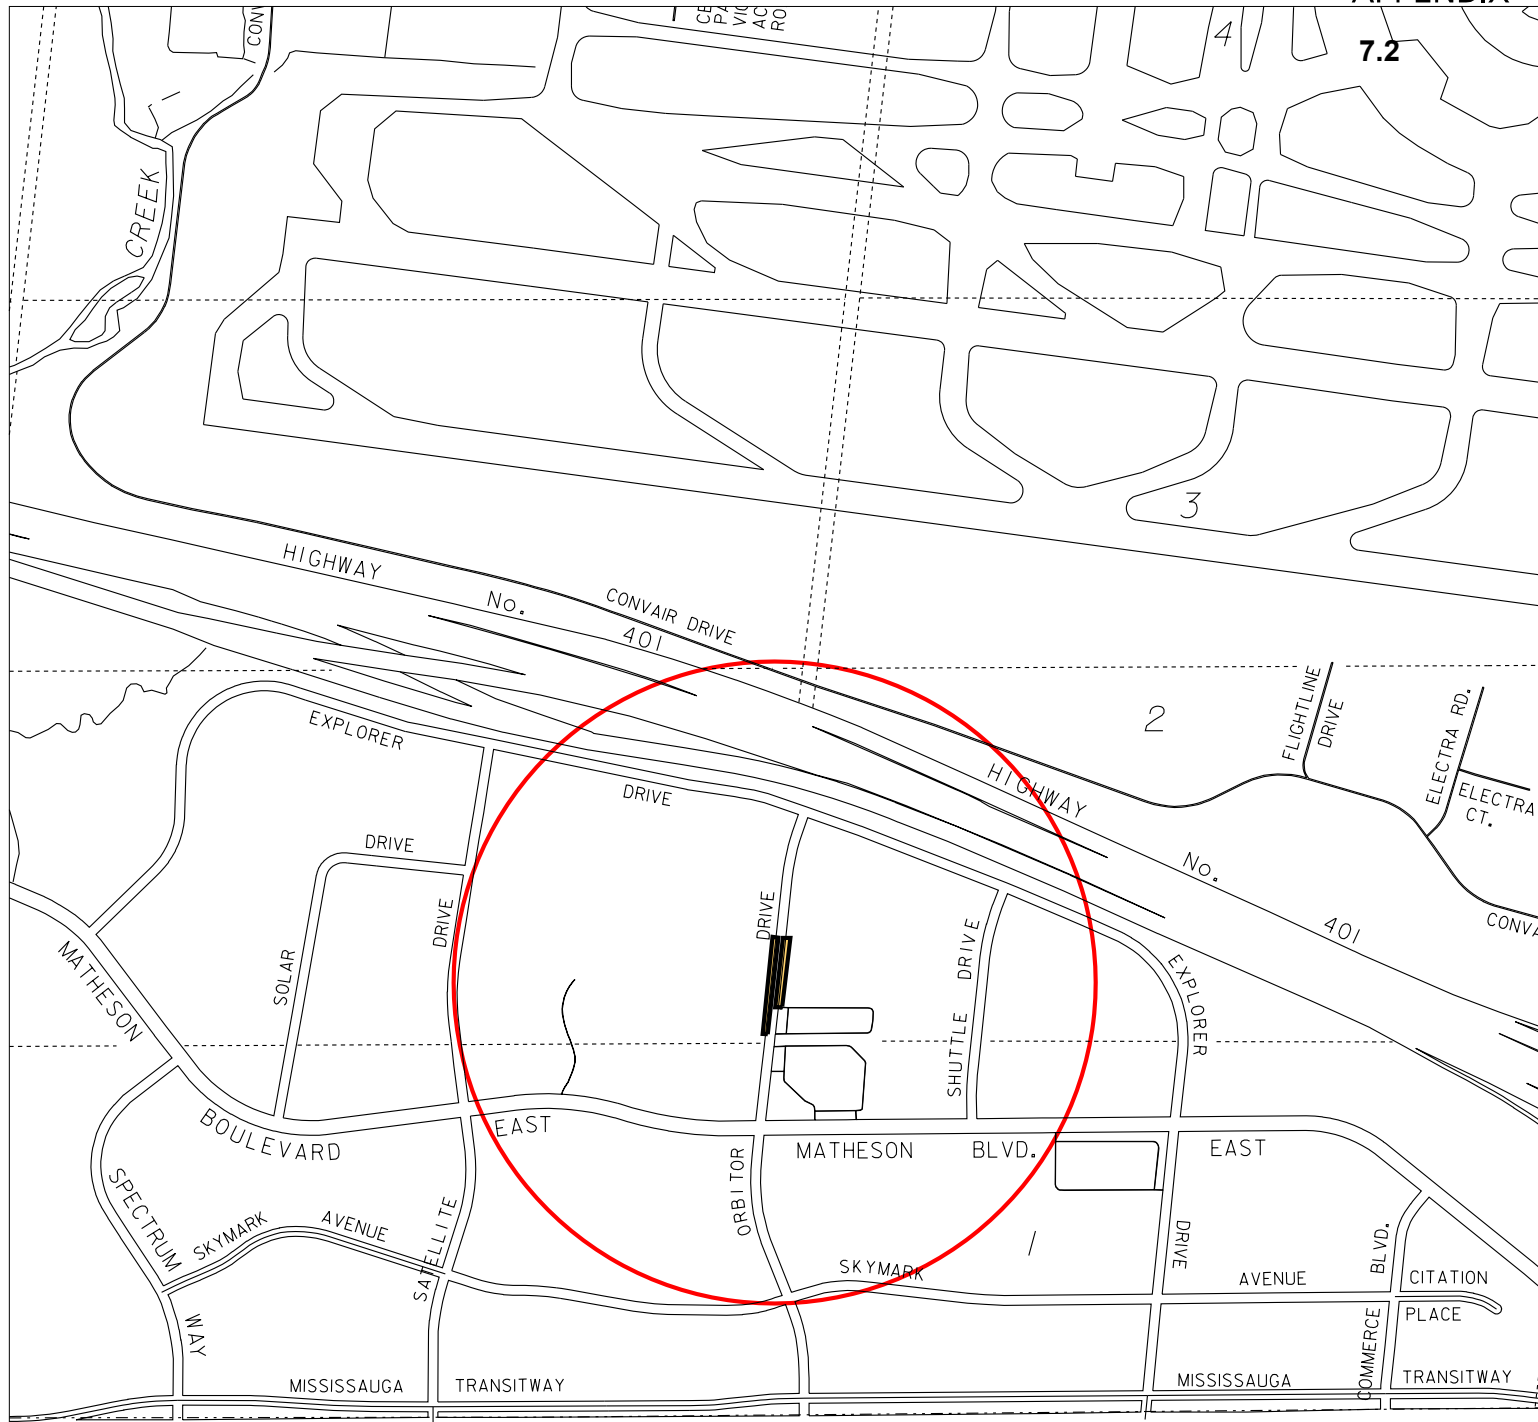 7.2
4
CREEK
3
HIGHWAY
No.
401
CONVAIR DRIVE
2
FLIGHTLINE
DRIVE
ELECTRA RD.
ELECTRA
CT.
EXPLORER
DRIVE
HIGHWAY
No.
401
DRIVE
SOLAR
DRIVE
DRIVE
SHUTTLE DRIVE
EXPLORER
MATHESON
BOULEVARD
EAST
MATHESON BLVD.
EAST
ORBITOR
SPECTRUM
WAY
SKYMARK
AVENUE
SATELLITE
1
SKYMARK
DRIVE
AVENUE
BLVD.
COMMERCE
CITATION
PLACE
MISSISSAUGA TRANSITWAY
MISSISSAUGA TRANSITWAY